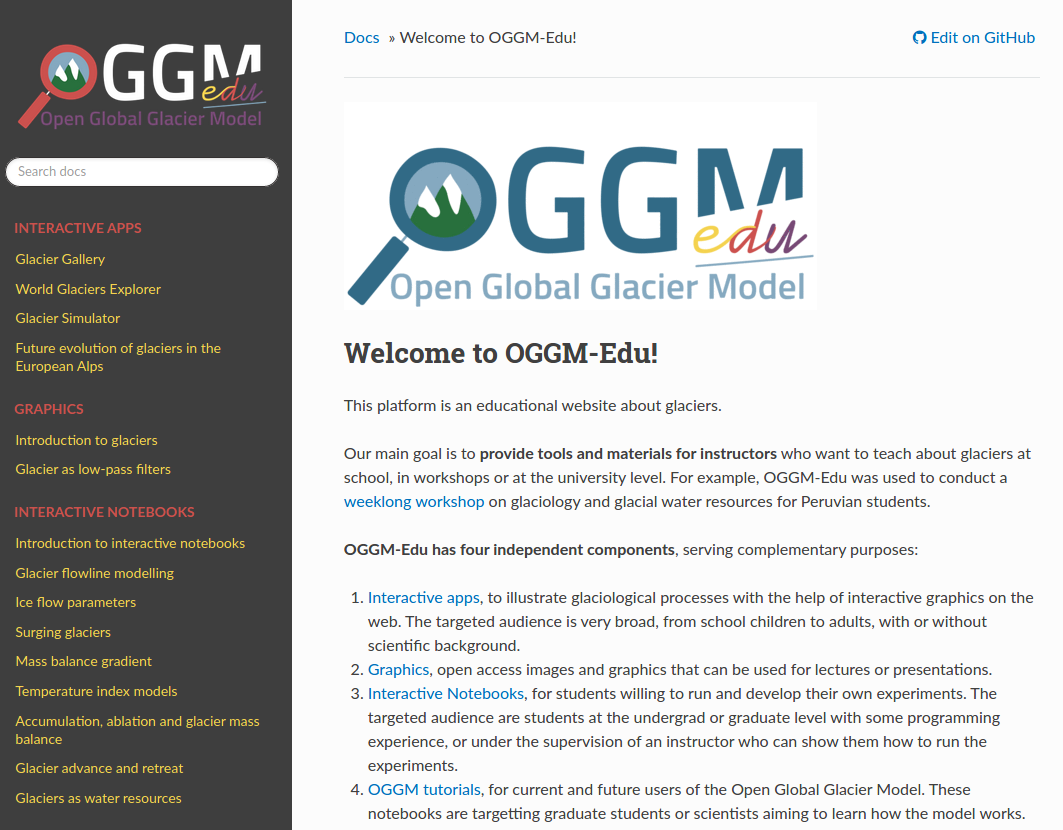 OGGM
edu
Open Global Glacier Model
Search docs
INTERACTIVE APPS
Glacier Gallery
World Glaciers Explorer
Glacier Simulator
Future evolution of glaciers in the
European Alps
GRAPHICS
Introduction to glaciers
Glacier as low-pass filters
INTERACTIVE NOTEBOOKS
Introduction to interactive notebooks
Glacier flowline modelling
Ice flow parameters
Surging glaciers
Mass balance gradient
Temperature index models
Accumulation, ablation and glacier mass
balance
Glacier advance and retreat
Glaciers as water resources
Docs » Welcome to OGGM-Edu!
Edit on GitHub
OGGM
edu
Open Global Glacier Model
Welcome to OGGM-Edu!
This platform is an educational website about glaciers.
Our main goal is to provide tools and materials for instructors who want to teach about glaciers at
school, in workshops or at the university level. For example, OGGM-Edu was used to conduct a
weeklong workshop on glaciology and glacial water resources for Peruvian students.
OGGM-Edu has four independent components, serving complementary purposes:
1. Interactive apps, to illustrate glaciological processes with the help of interactive graphics on the
web. The targeted audience is very broad, from school children to adults, with or without
scientific background.
2. Graphics, open access images and graphics that can be used for lectures or presentations.
3. Interactive Notebooks, for students willing to run and develop their own experiments. The
targeted audience are students at the undergrad or graduate level with some programming
experience, or under the supervision of an instructor who can show them how to run the
experiments.
4. OGGM tutorials, for current and future users of the Open Global Glacier Model. These
notebooks are targetting graduate students or scientists aiming to learn how the model works.